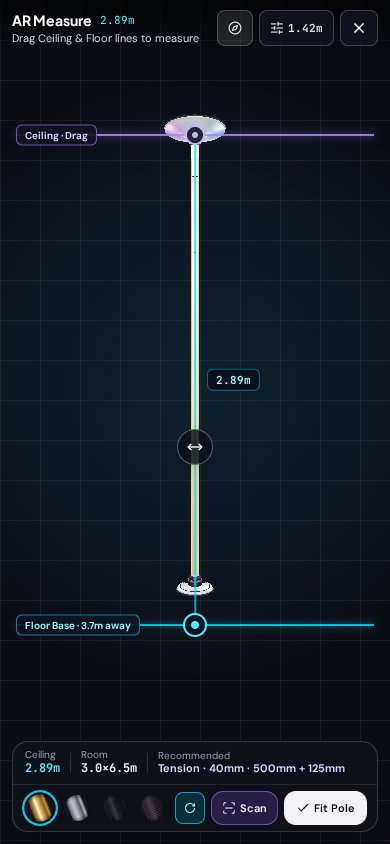 AR Measure 2.89m
Drag Ceiling & Floor lines to measure
1.42m
Ceiling · Drag
2.89m
Floor Base · 3.7m away
Ceiling
2.89m
Room
3.0×6.5m
Recommended
Tension · 40mm · 500mm + 125mm
Scan
Fit Pole